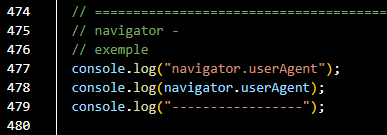 474 // ======================================
475 // navigator -
476 // exemple
477 console.log("navigator.userAgent");
478 console.log(navigator.userAgent);
479 console.log("-----------------");
480